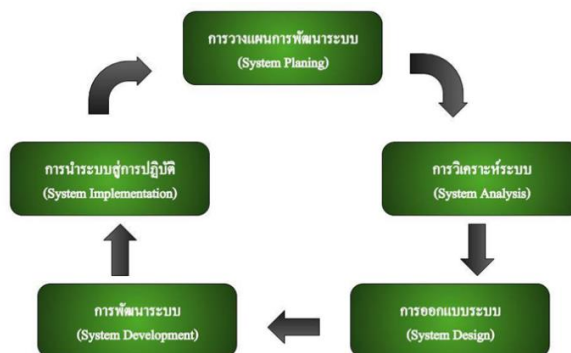 การวางแผนการพัฒนาระบบ
(System Planing)
การวิเคราะห์ระบบ
(System Analysis)
การออกแบบระบบ
(System Design)
การพัฒนาระบบ
(System Development)
การนำระบบสู่การปฏิบัติ
(System Implementation)